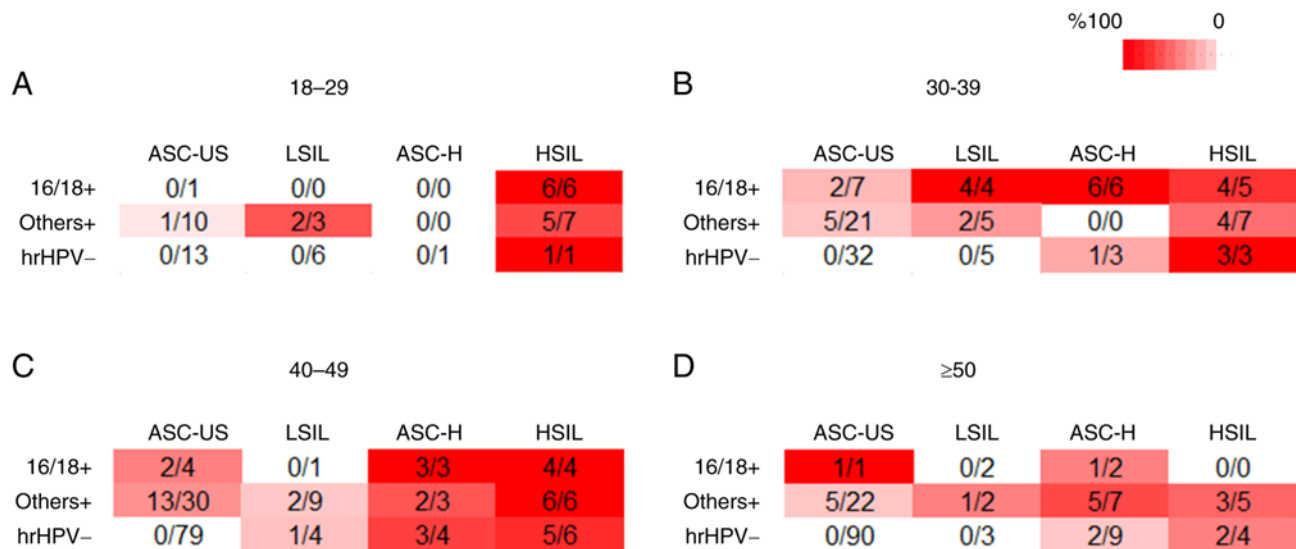 %100 0
A 18–29
ASC-US LSIL ASC-H HSIL
16/18+ 0/1 0/0 0/0 6/6
Others+ 1/10 2/3 0/0 5/7
hrHPV– 0/13 0/6 0/1 1/1
B 30-39
ASC-US LSIL ASC-H HSIL
16/18+ 2/7 4/4 6/6 4/5
Others+ 5/21 2/5 0/0 4/7
hrHPV– 0/32 0/5 1/3 3/3
C 40–49
ASC-US LSIL ASC-H HSIL
16/18+ 2/4 0/1 3/3 4/4
Others+ 13/30 2/9 2/3 6/6
hrHPV– 0/79 1/4 3/4 5/6
D ≥50
ASC-US LSIL ASC-H HSIL
16/18+ 1/1 0/2 1/2 0/0
Others+ 5/22 1/2 5/7 3/5
hrHPV– 0/90 0/3 2/9 2/4